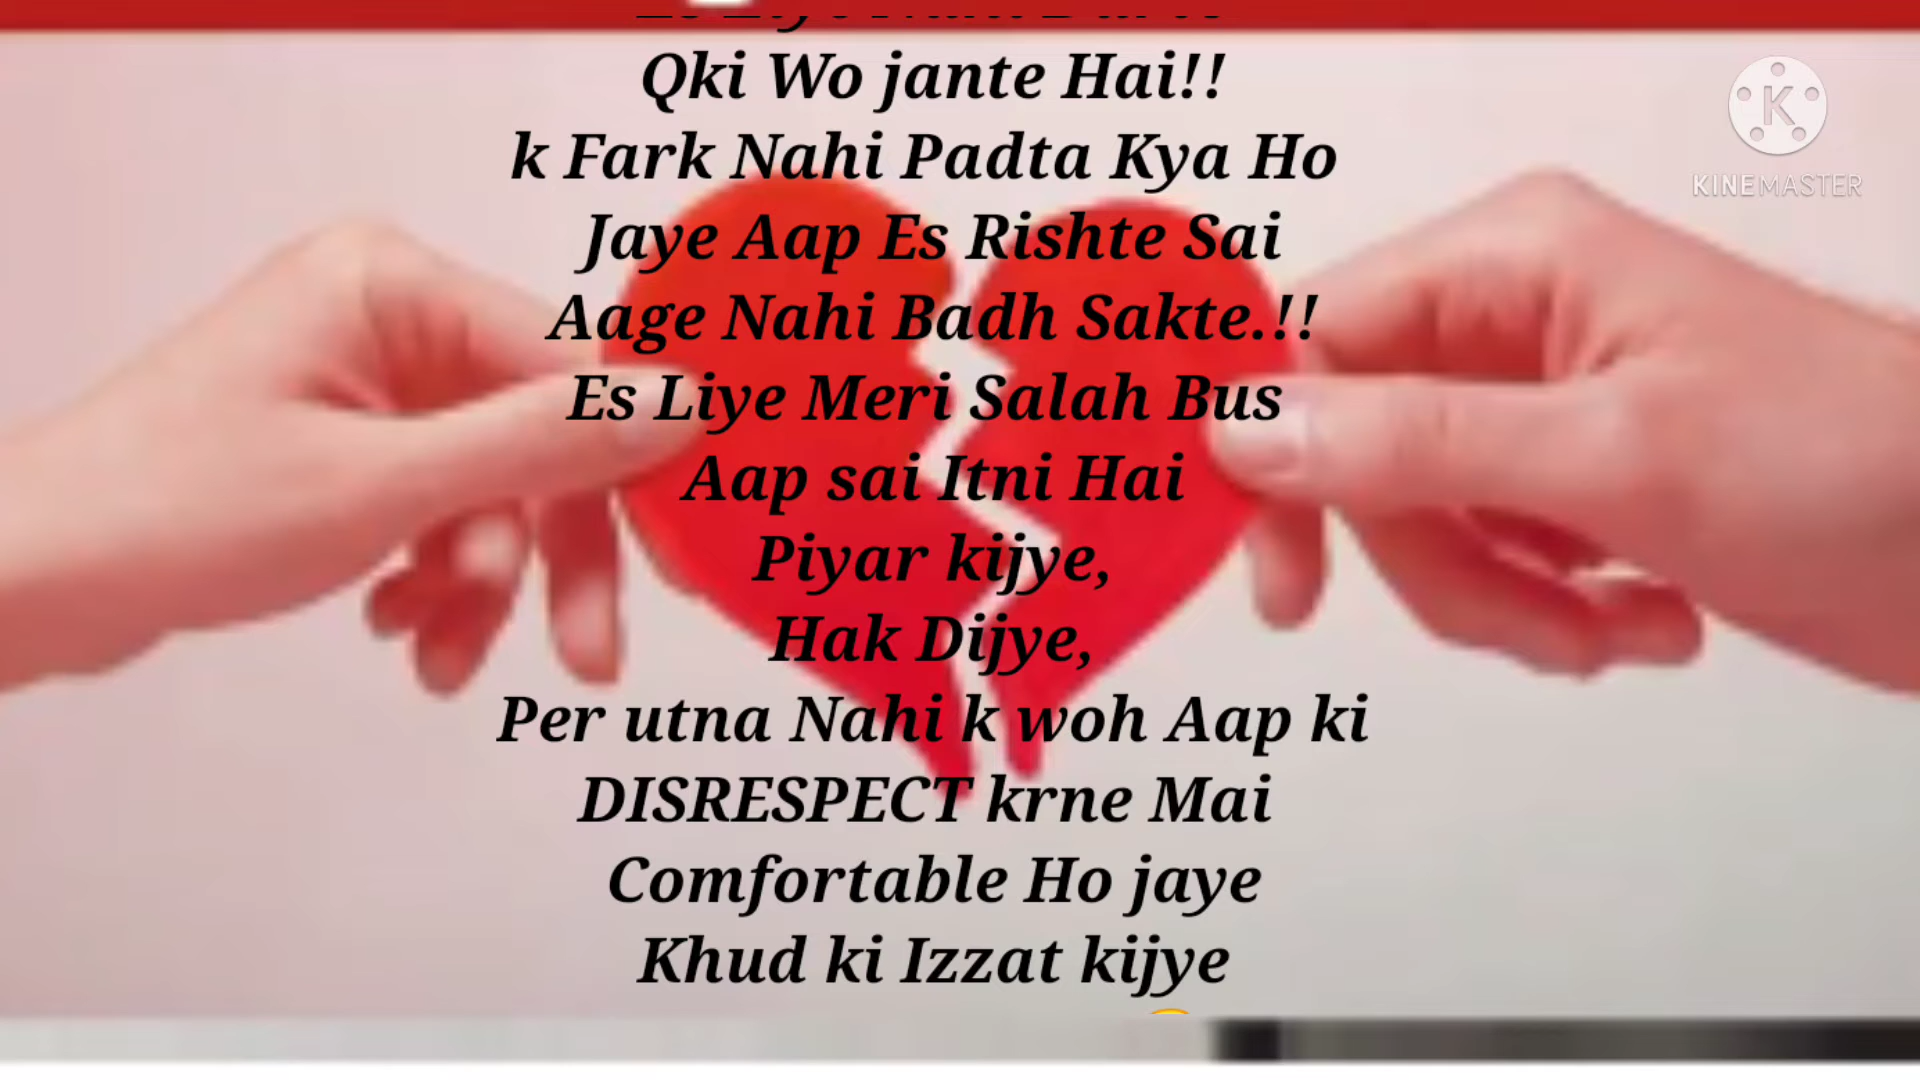 Qki Wo jante Hai!!
k Fark Nahi Padta Kya Ho
Jaye Aap Es Rishte Sai
Aage Nahi Badh Sakte.!!
Es Liye Meri Salah Bus
Aap sai Itni Hai
Piyar kijye,
Hak Dijye,
Per utna Nahi k woh Aap ki
DISRESPECT krne Mai
Comfortable Ho jaye
Khud ki Izzat kijye
K
KINEMASTER